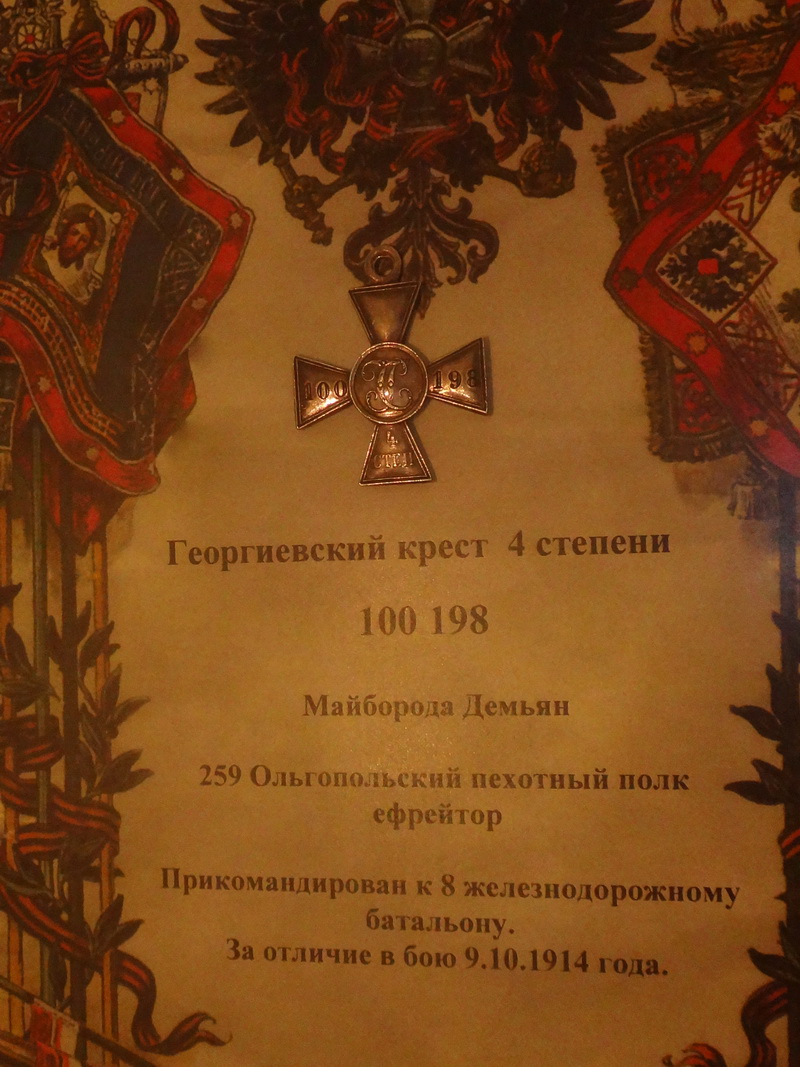 100 198
4
СТЕП
Георгиевский крест 4 степени
100 198
Майборода Демьян
259 Ольгопольский пехотный полк
ефрейтор
Прикомандирован к 8 железнодорожному
батальону.
За отличие в бою 9.10.1914 года.